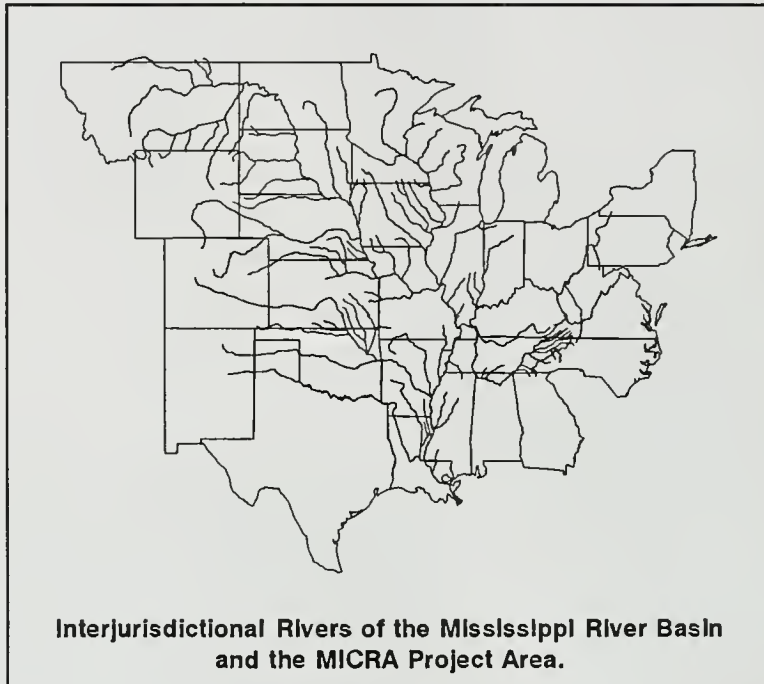 Interjurisdictional Rivers of the Mississippi River Basin
and the MICRA Project Area.